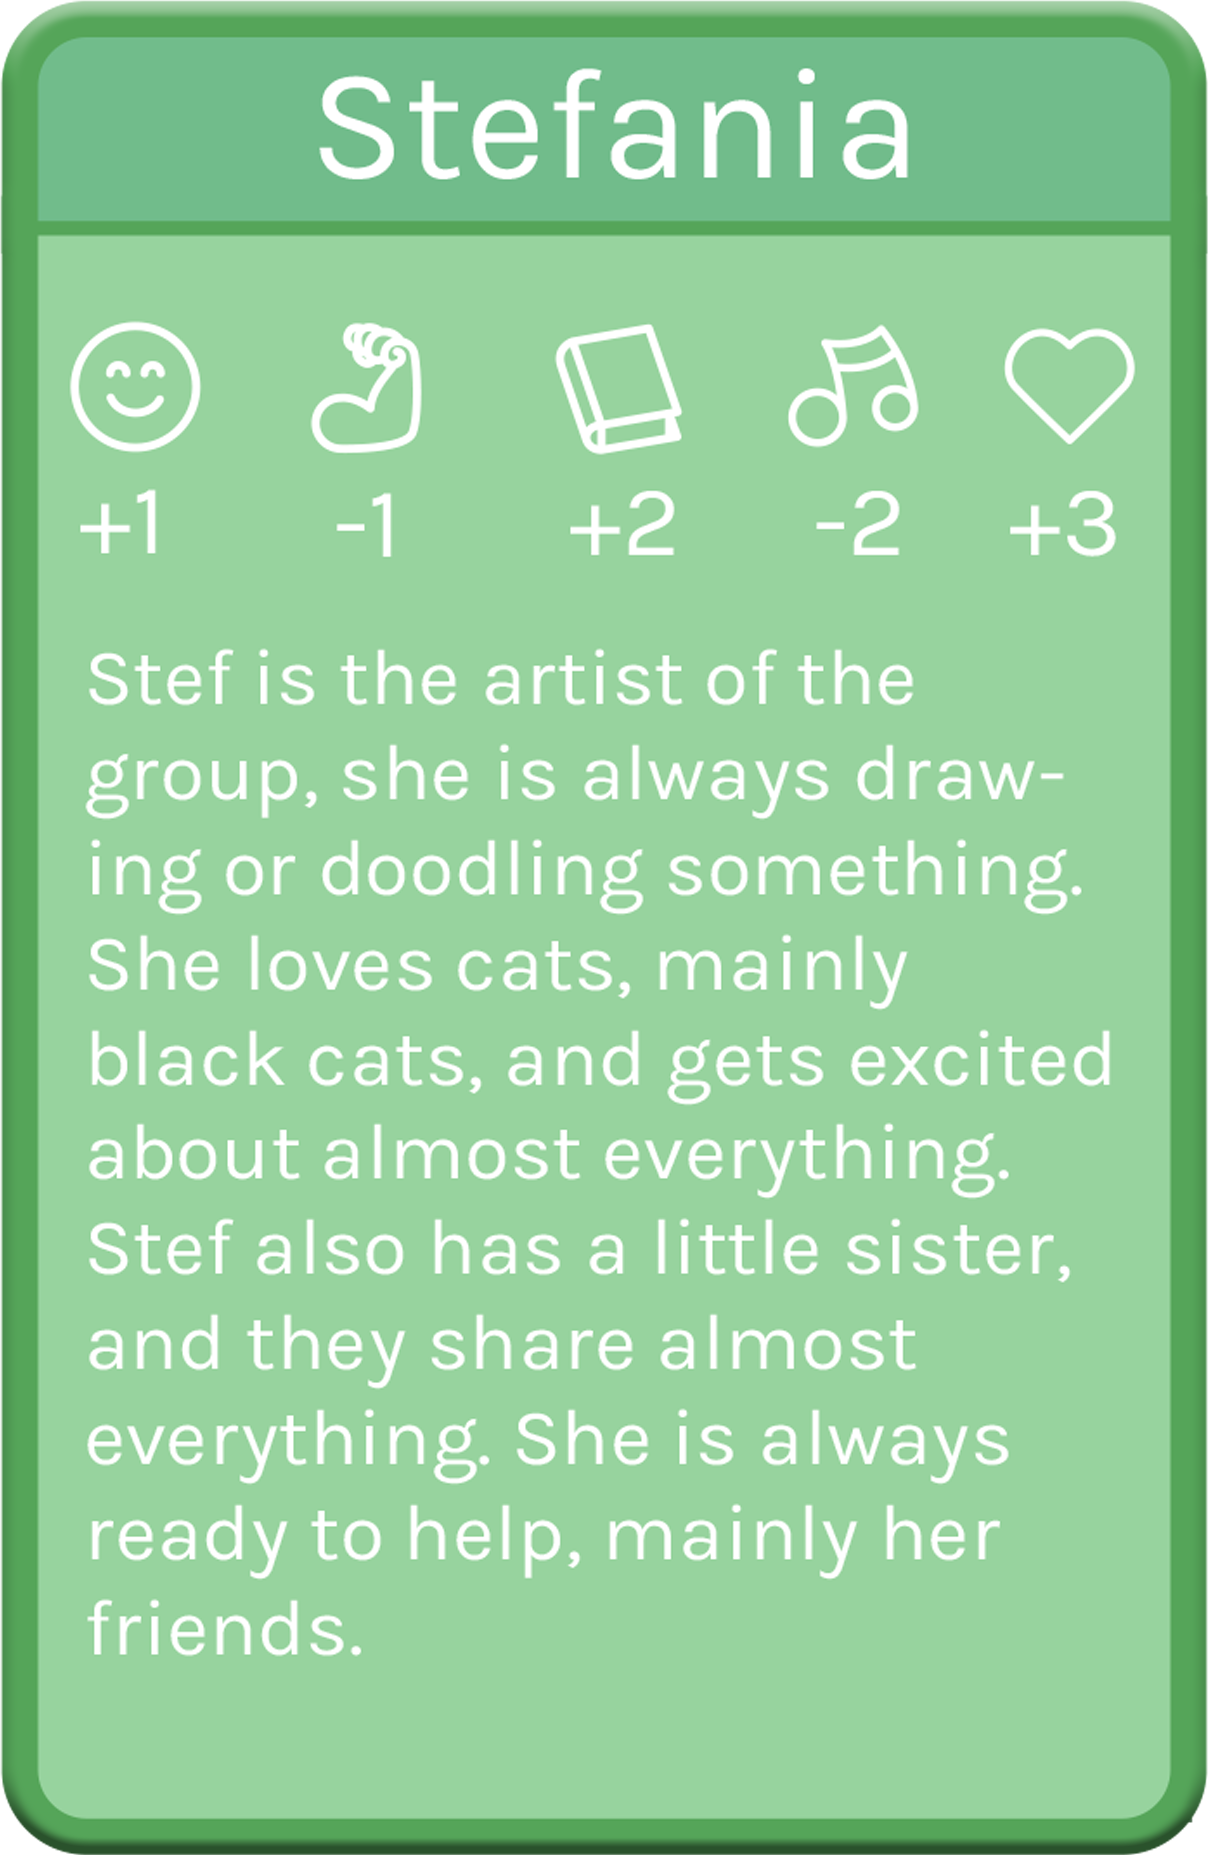 Stefania
+1 -1 +2 -2 +3
Stef is the artist of the
group, she is always draw-
ing or doodling something.
She loves cats, mainly
black cats, and gets excited
about almost everything.
Stef also has a little sister,
and they share almost
everything. She is always
ready to help, mainly her
friends.